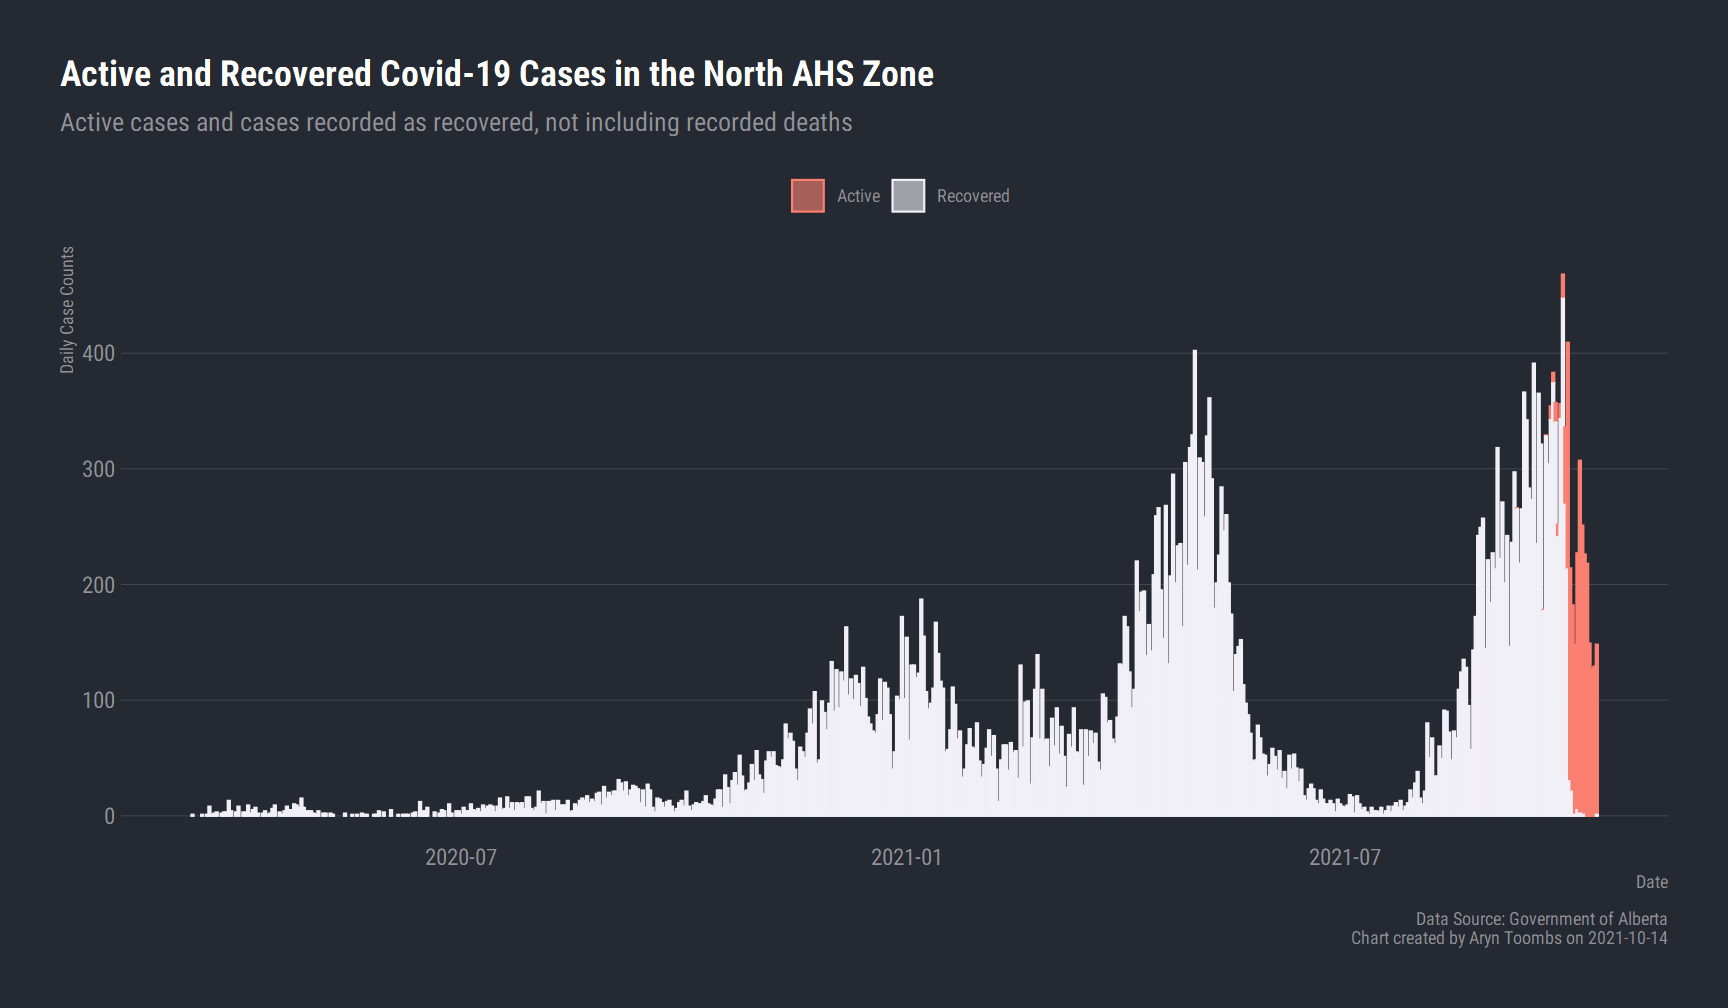 Active and Recovered Covid-19 Cases in the North AHS Zone
Active cases and cases recorded as recovered, not including recorded deaths
Active
Recovered
Daily Case Counts
400
300
200
100
0
2020-07
2021-01
2021-07
Date
Data Source: Government of Alberta
Chart created by Aryn Toombs on 2021-10-14